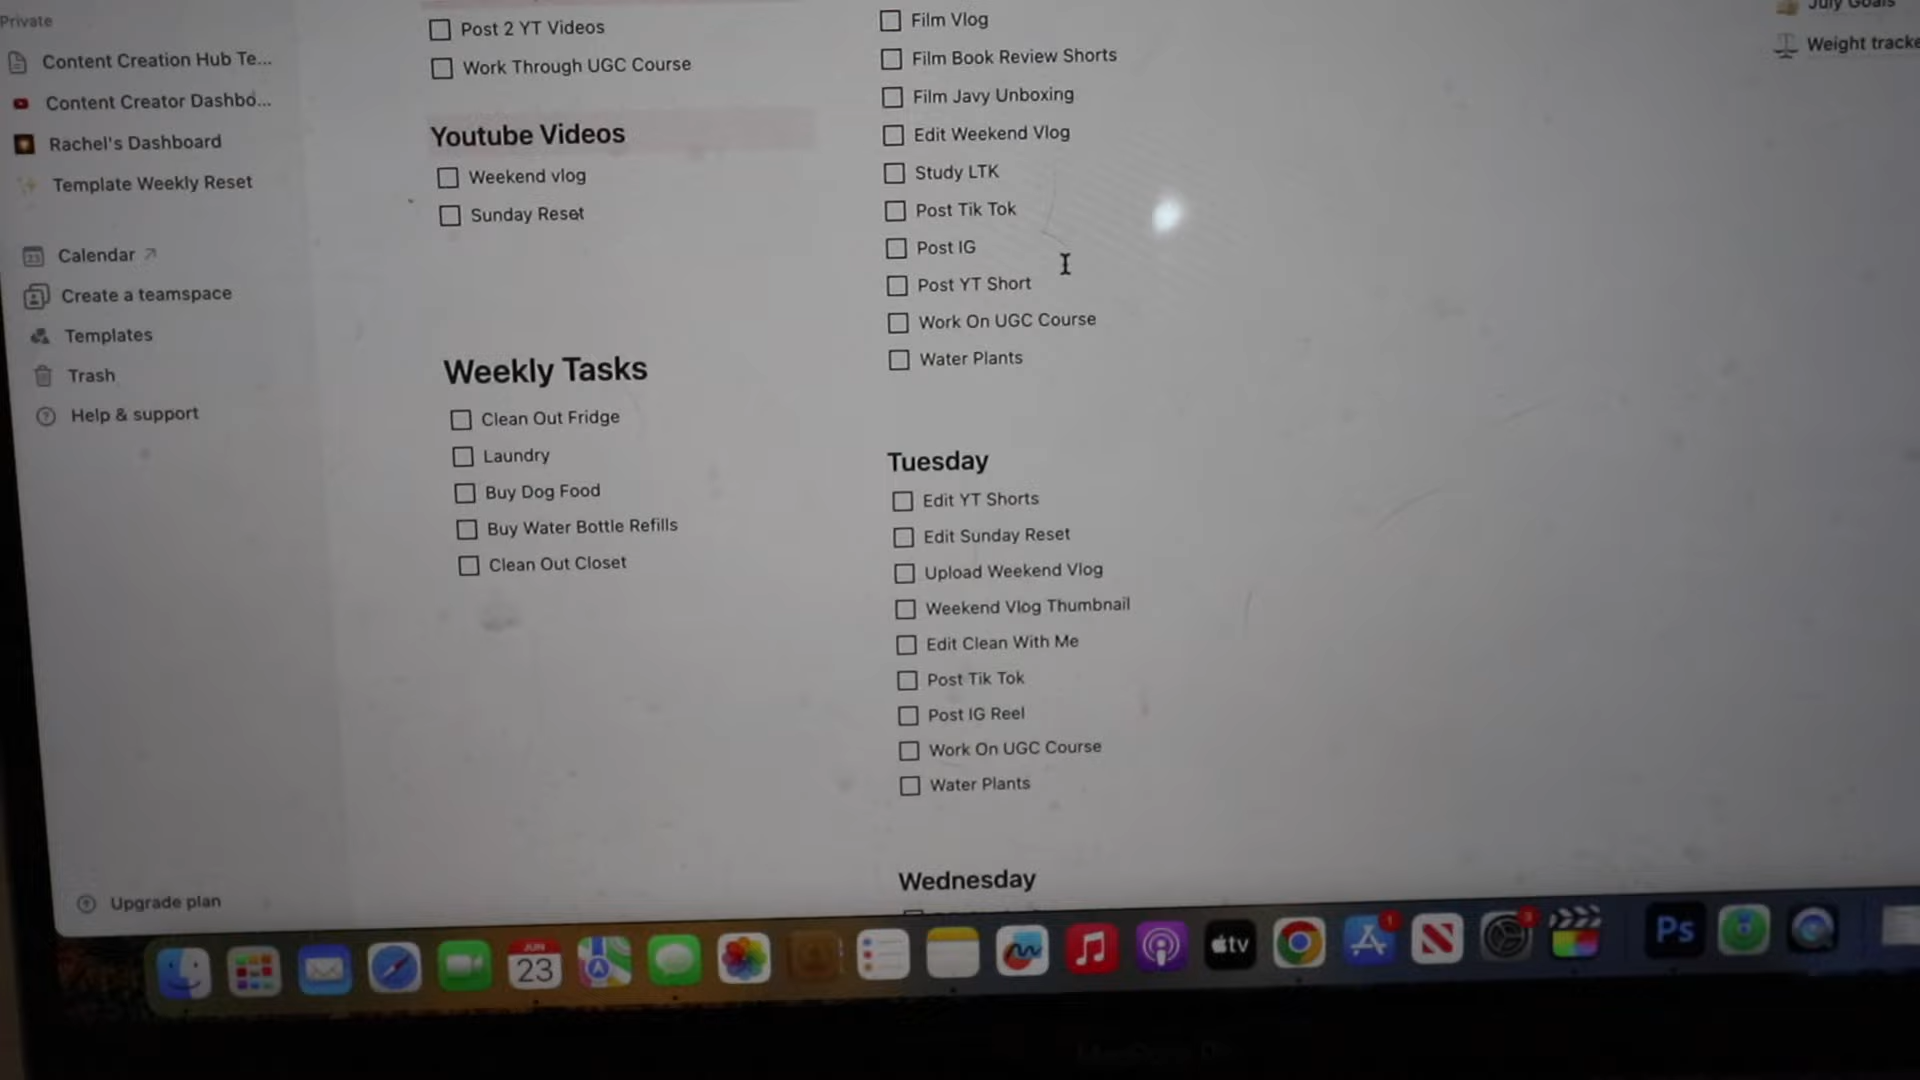 Private
Content Creation Hub Te...
Content Creator Dashbo...
Rachel's Dashboard
Template Weekly Reset
Calendar
Create a teamspace
Templates
Trash
Help & support
Upgrade plan
Post 2 YT Videos
Work Through UGC Course
Youtube Videos
Weekend vlog
Sunday Reset
Weekly Tasks
Clean Out Fridge
Laundry
Buy Dog Food
Buy Water Bottle Refills
Clean Out Closet
Film Vlog
Film Book Review Shorts
Film Javy Unboxing
Edit Weekend Vlog
Study LTK
Post Tik Tok
Post IG
Post YT Short
Work On UGC Course
Water Plants
Tuesday
Edit YT Shorts
Edit Sunday Reset
Upload Weekend Vlog
Weekend Vlog Thumbnail
Edit Clean With Me
Post Tik Tok
Post IG Reel
Work On UGC Course
Water Plants
Wednesday
July Goals
Weight tracke
JUN
23
tv
1
3
Ps